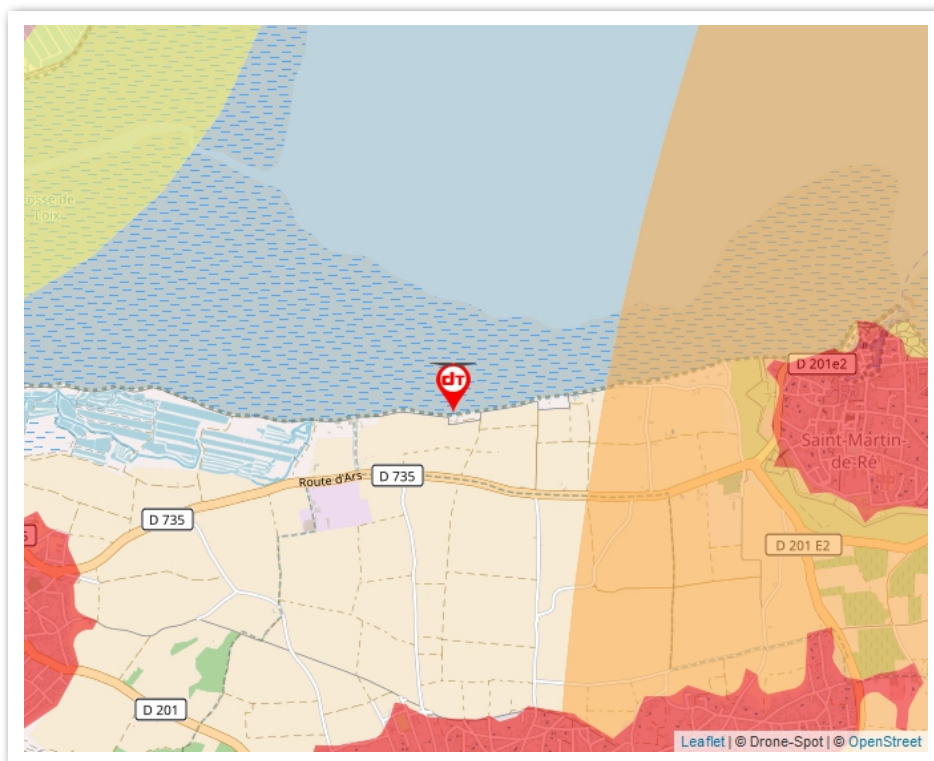 osse de
Loix
D 201e2
dT
Saint-Martin-
de-Ré
Route d'Ars
D 735
D 735
D 201 E2
D 201
Leaflet | © Drone-Spot | © OpenStreet